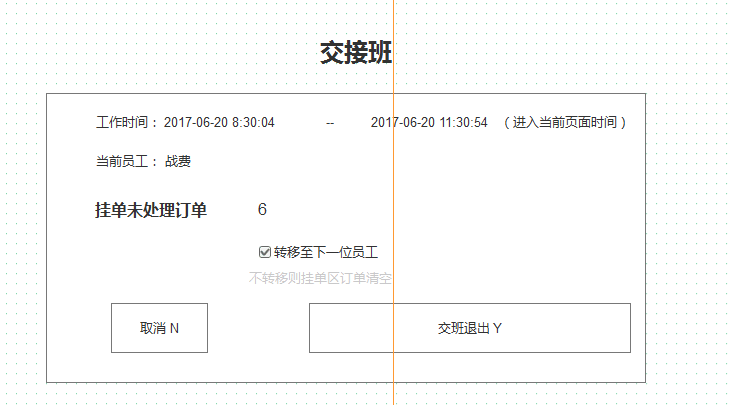 交接班
工作时间： 2017-06-20 8:30:04 -- 2017-06-20 11:30:54 （ 进入当前页面时间 ）
当前员工： 战费
挂单未处理订单 6
转移至下一位员工
不转移则挂单区订单清空
取消 N 交班退出 Y